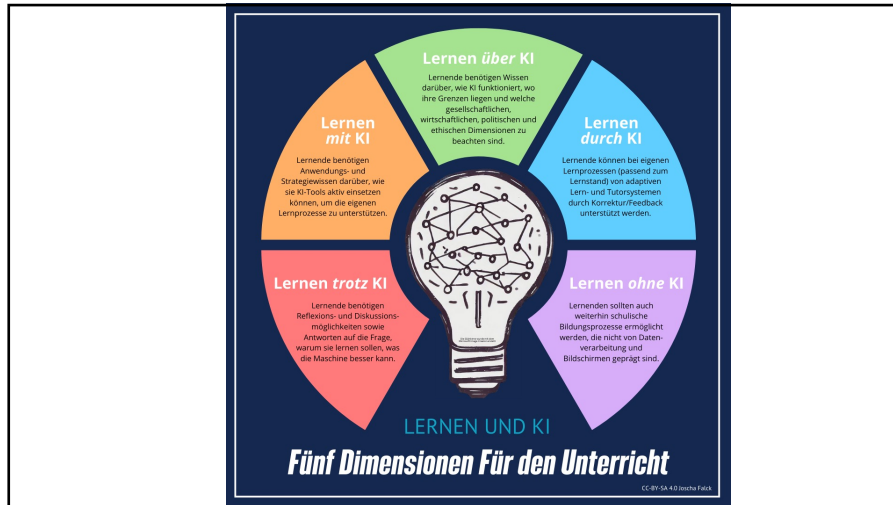 Lernen über KI
Lernende benötigen Wissen
darüber, wie KI funktioniert, wo
ihre Grenzen liegen und welche
gesellschaftlichen,
wirtschaftlichen, politischen und
ethischen Dimensionen zu
beachten sind.
Lernen
mit KI
Lernende benötigen
Anwendungs- und
Strategiewissen darüber, wie
sie KI-Tools aktiv einsetzen
können, um die eigenen
Lernprozesse zu unterstützen.
Lernen
durch KI
Lernende können bei eigenen
Lernprozessen (passend zum
Lernstand) von adaptiven
Lern- und Tutorsystemen
durch Korrektur/Feedback
unterstützt werden.
Lernen trotz KI
Lernende benötigen
Reflexions- und Diskussions-
möglichkeiten sowie
Antworten auf die Frage,
warum sie lernen sollen, was
die Maschine besser kann.
Lernen ohne KI
Lernenden sollten auch
weiterhin schulische
Bildungsprozesse ermöglicht
werden, die nicht von Daten-
verarbeitung und
Bildschirmen geprägt sind.
LERNEN UND KI
Fünf Dimensionen Für den Unterricht
CC-BY-SA 4.0 Joscha Falck